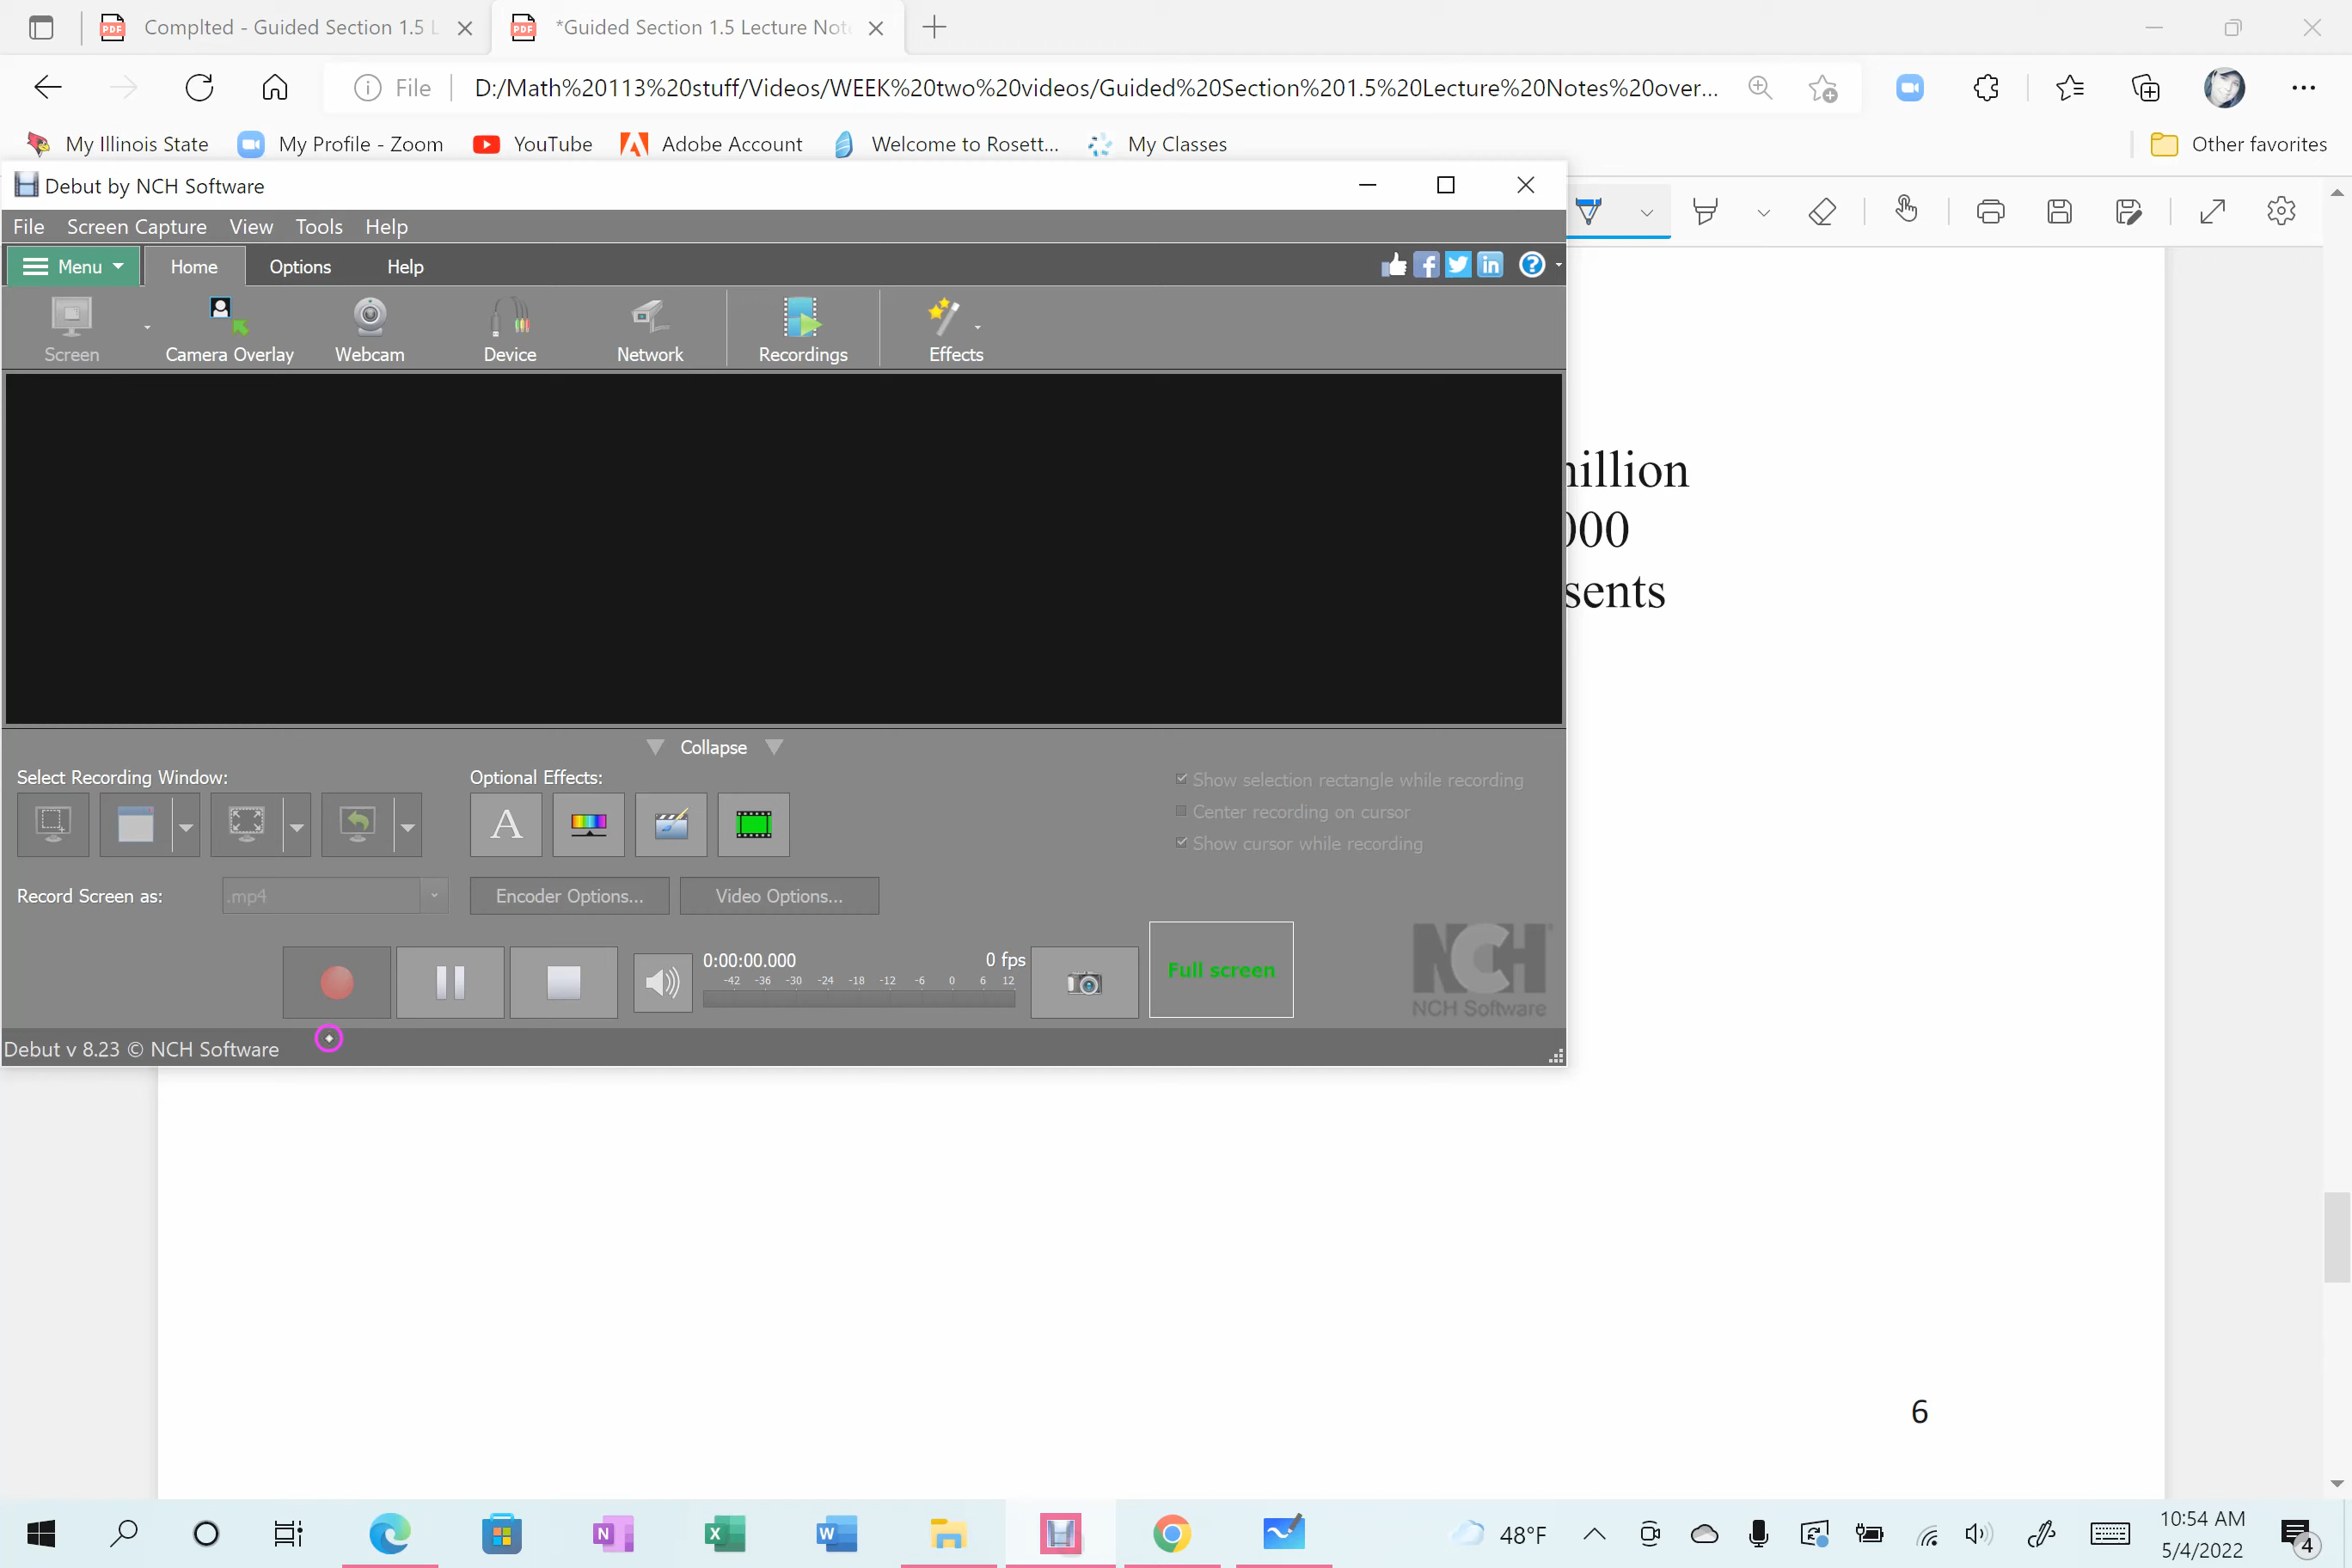 Complted - Guided Section 1.5 L
*Guided Section 1.5 Lecture Not
File
D:/Math%20113%20stuff/Videos/WEEK%20two%20videos/Guided%20Section%201.5%20Lecture%20Notes%20over...
My Illinois State
My Profile - Zoom
YouTube
Adobe Account
Welcome to Rosett...
My Classes
Other favorites
Debut by NCH Software
File Screen Capture View Tools Help
Menu Home Options Help
Screen
Camera Overlay
Webcam
Device
Network
Recordings
Effects
illion
000
sents
Collapse
Select Recording Window:
Optional Effects:
Show selection rectangle while recording
Center recording on cursor
Show cursor while recording
Record Screen as:
.mp4
Encoder Options...
Video Options...
0:00:00.000
0 fps
-42 -36 -30 -24 -18 -12 -6 0 6 12
Full screen
NCH
NCH Software
Debut v 8.23 © NCH Software
6
48°F
10:54 AM
5/4/2022
4